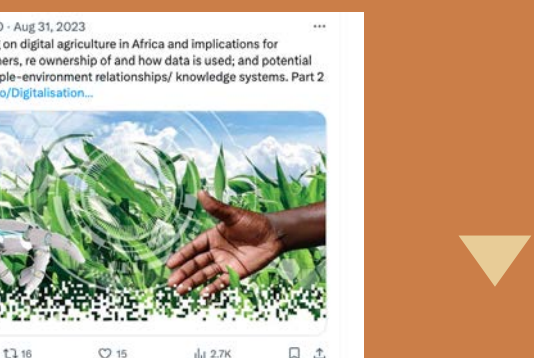 · Aug 31, 2023
on digital agriculture in Africa and implications for
ers, re ownership of and how data is used; and potential
ple-environment relationships/ knowledge systems. Part 2
o/Digitalisation...
16 15 2.7K